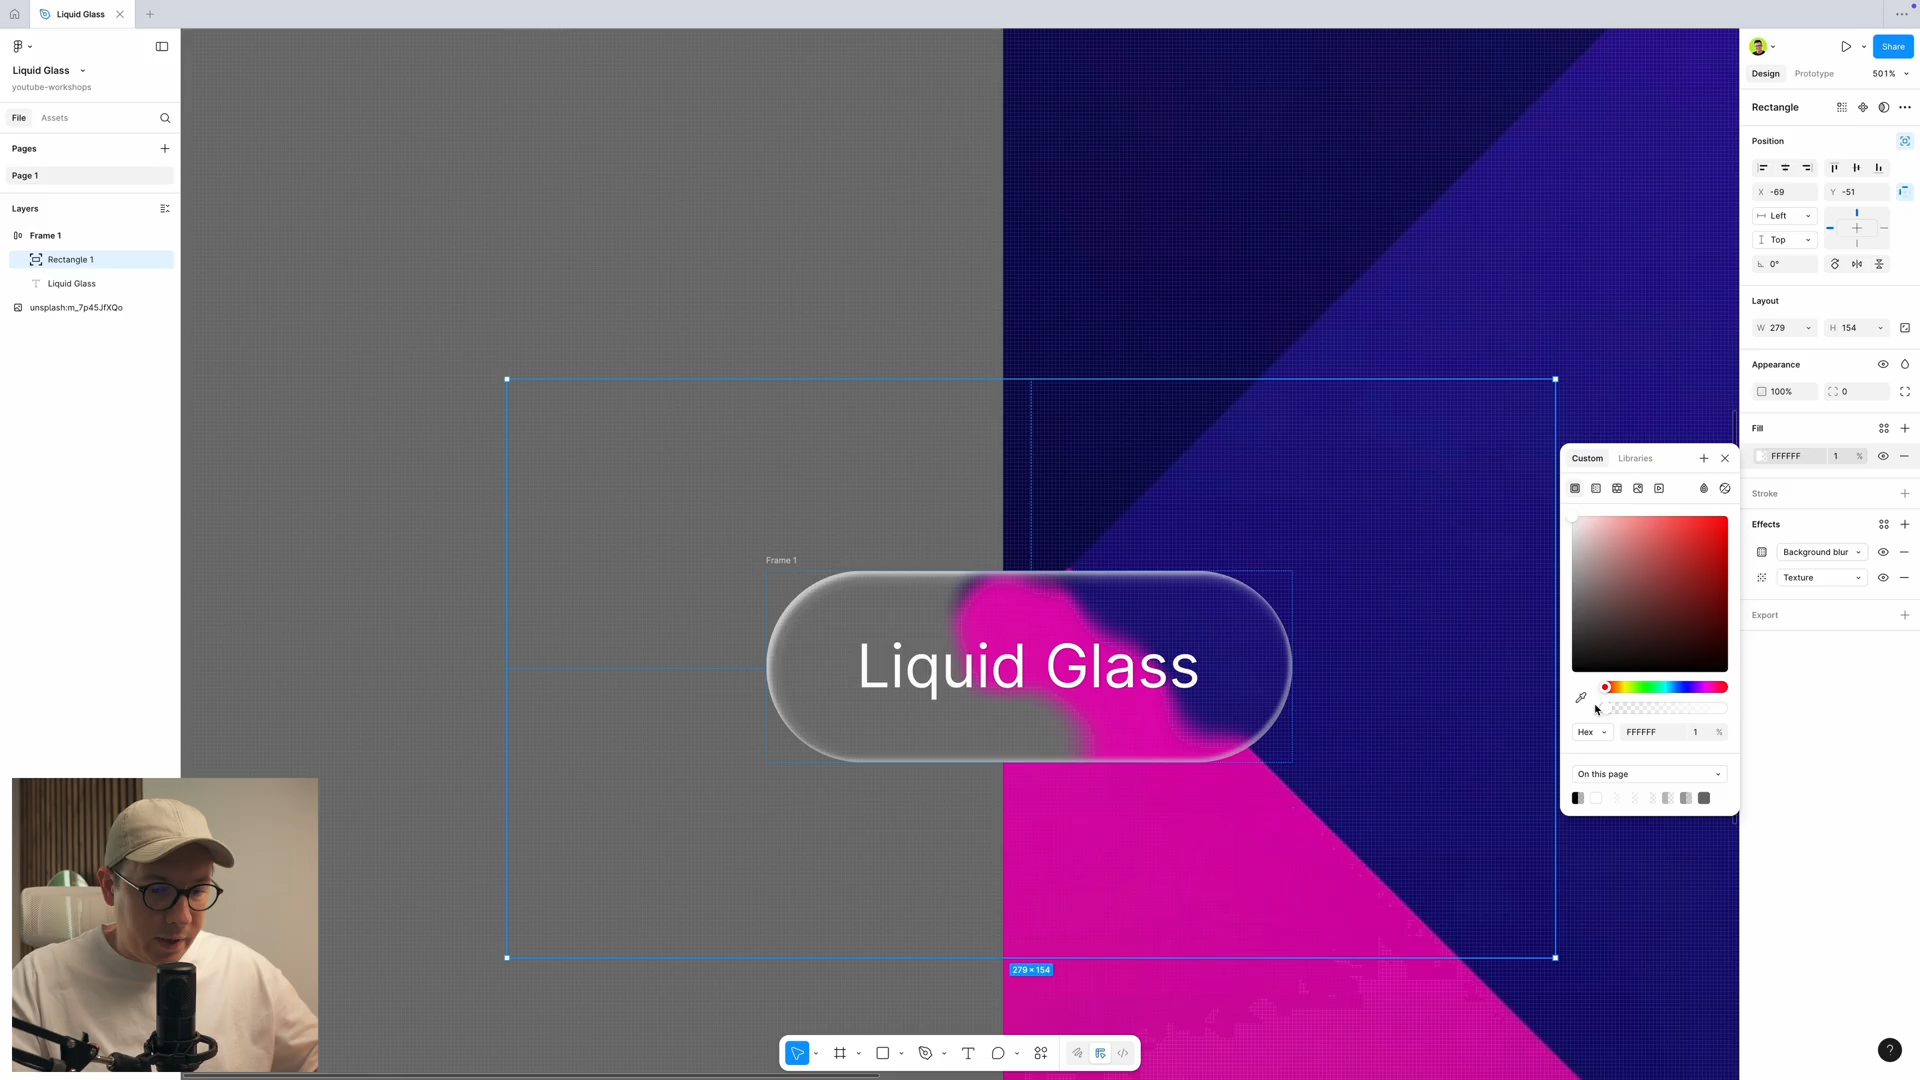 Liquid Glass
Liquid Glass
youtube-workshops
File
Assets
Pages
Page 1
Layers
Frame 1
Rectangle 1
Liquid Glass
unsplash:m_7p45JfXQo
Frame 1
Liquid Glass
279 × 154
Custom
Libraries
Hex
FFFFFF
1
%
On this page
Share
Design
Prototype
501%
Rectangle
Position
X -69
Y -51
Left
Top
0°
Layout
W 279
H 154
Appearance
100%
0
Fill
FFFFFF
1
%
Stroke
Effects
Background blur
Texture
Export
?